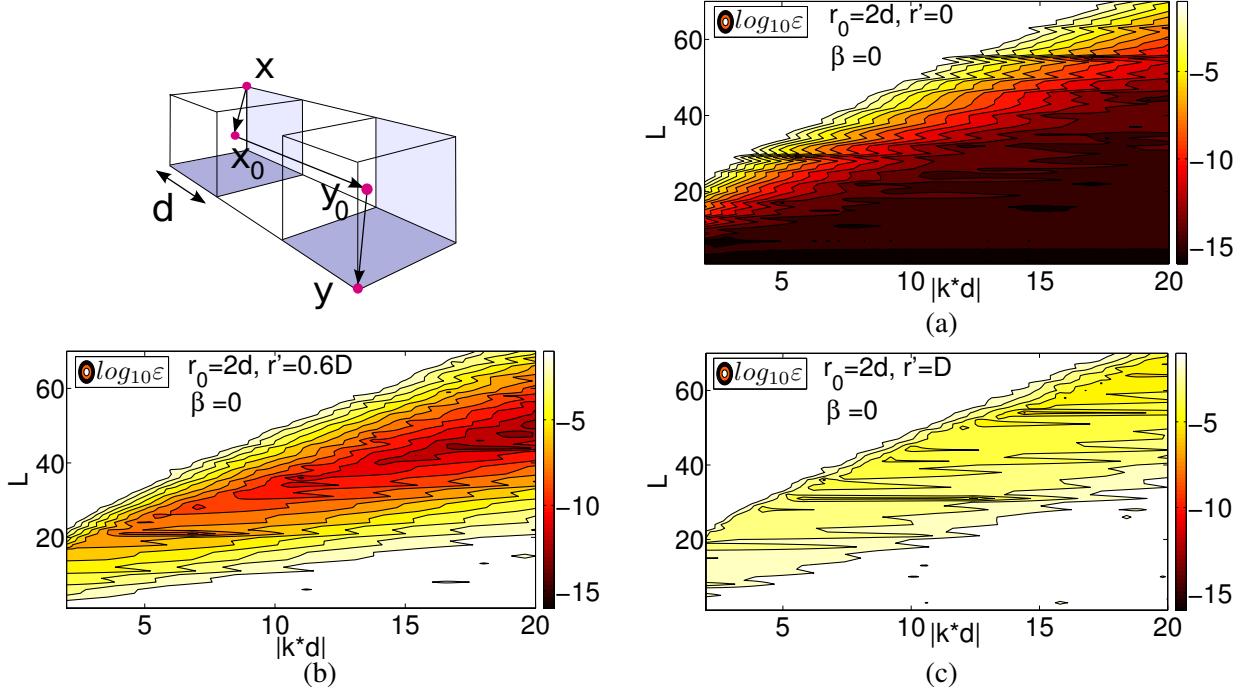 x
x₀
d
y₀
y
log₁₀ε
r₀=2d, r'=0
β =0
L
60
40
20
5
10
15
20
|k*d|
−5
−10
−15
(a)
log₁₀ε
r₀=2d, r'=0.6D
β =0
L
60
40
20
5
10
15
20
|k*d|
−5
−10
−15
(b)
log₁₀ε
r₀=2d, r'=D
β =0
L
60
40
20
5
10
15
20
|k*d|
−5
−10
−15
(c)